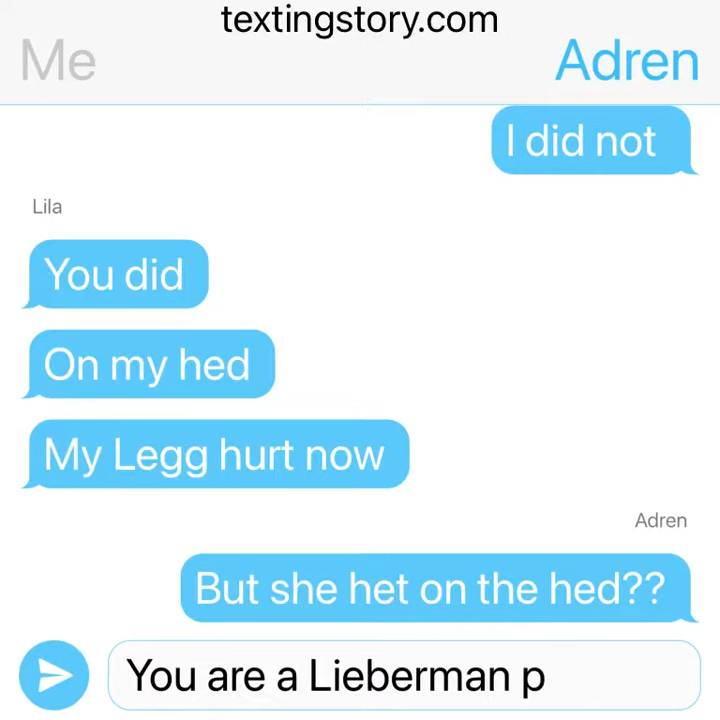 textingstory.com
Me
Adren
I did not
Lila
You did
On my hed
My Legg hurt now
Adren
But she het on the hed??
You are a Lieberman p